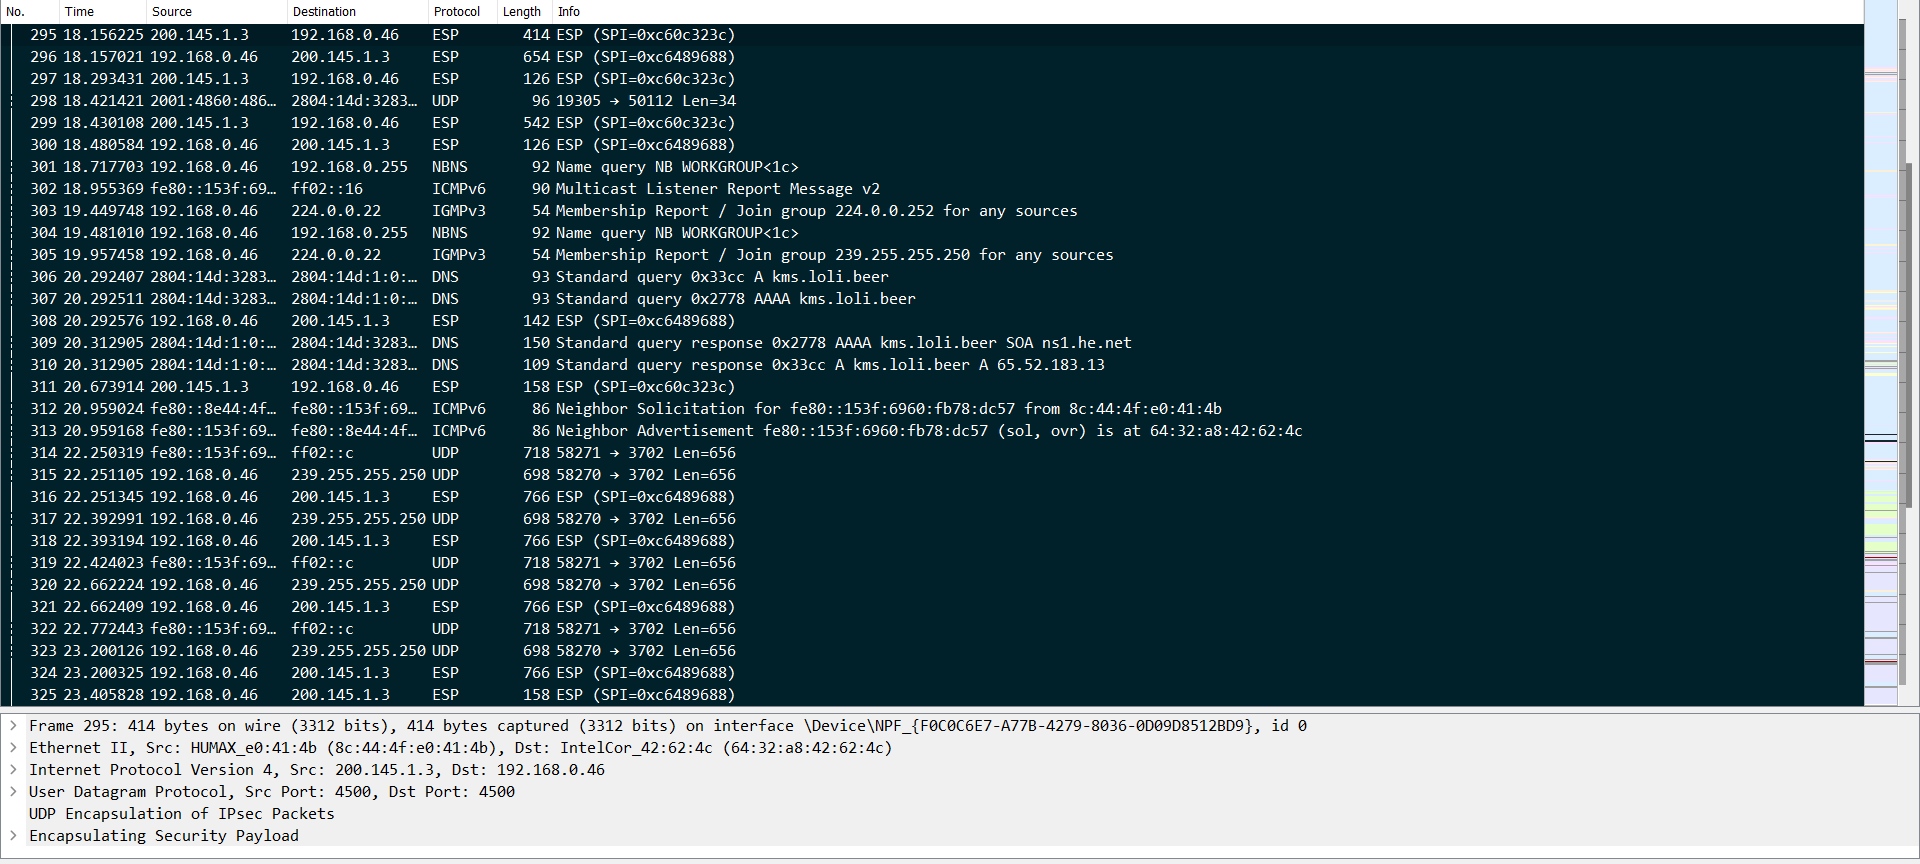 No. Time Source Destination Protocol Length Info
295 18.156225 200.145.1.3 192.168.0.46 ESP 414 ESP (SPI=0xc60c323c)
296 18.157021 192.168.0.46 200.145.1.3 ESP 654 ESP (SPI=0xc6489688)
297 18.293431 200.145.1.3 192.168.0.46 ESP 126 ESP (SPI=0xc60c323c)
298 18.421421 2001:4860:486… 2804:14d:3283… UDP 96 19305 → 50112 Len=34
299 18.430108 200.145.1.3 192.168.0.46 ESP 542 ESP (SPI=0xc60c323c)
300 18.480584 192.168.0.46 200.145.1.3 ESP 126 ESP (SPI=0xc6489688)
301 18.717703 192.168.0.46 192.168.0.255 NBNS 92 Name query NB WORKGROUP<1c>
302 18.955369 fe80::153f:69… ff02::16 ICMPv6 90 Multicast Listener Report Message v2
303 19.449748 192.168.0.46 224.0.0.22 IGMPv3 54 Membership Report / Join group 224.0.0.252 for any sources
304 19.481010 192.168.0.46 192.168.0.255 NBNS 92 Name query NB WORKGROUP<1c>
305 19.957458 192.168.0.46 224.0.0.22 IGMPv3 54 Membership Report / Join group 239.255.255.250 for any sources
306 20.292407 2804:14d:3283… 2804:14d:1:0:… DNS 93 Standard query 0x33cc A kms.loli.beer
307 20.292511 2804:14d:3283… 2804:14d:1:0:… DNS 93 Standard query 0x2778 AAAA kms.loli.beer
308 20.292576 192.168.0.46 200.145.1.3 ESP 142 ESP (SPI=0xc6489688)
309 20.312905 2804:14d:1:0:… 2804:14d:3283… DNS 150 Standard query response 0x2778 AAAA kms.loli.beer SOA ns1.he.net
310 20.312905 2804:14d:1:0:… 2804:14d:3283… DNS 109 Standard query response 0x33cc A kms.loli.beer A 65.52.183.13
311 20.673914 200.145.1.3 192.168.0.46 ESP 158 ESP (SPI=0xc60c323c)
312 20.959024 fe80::8e44:4f… fe80::153f:69… ICMPv6 86 Neighbor Solicitation for fe80::153f:6960:fb78:dc57 from 8c:44:4f:e0:41:4b
313 20.959168 fe80::153f:69… fe80::8e44:4f… ICMPv6 86 Neighbor Advertisement fe80::153f:6960:fb78:dc57 (sol, ovr) is at 64:32:a8:42:62:4c
314 22.250319 fe80::153f:69… ff02::c UDP 718 58271 → 3702 Len=656
315 22.251105 192.168.0.46 239.255.255.250 UDP 698 58270 → 3702 Len=656
316 22.251345 192.168.0.46 200.145.1.3 ESP 766 ESP (SPI=0xc6489688)
317 22.392991 192.168.0.46 239.255.255.250 UDP 698 58270 → 3702 Len=656
318 22.393194 192.168.0.46 200.145.1.3 ESP 766 ESP (SPI=0xc6489688)
319 22.424023 fe80::153f:69… ff02::c UDP 718 58271 → 3702 Len=656
320 22.662224 192.168.0.46 239.255.255.250 UDP 698 58270 → 3702 Len=656
321 22.662409 192.168.0.46 200.145.1.3 ESP 766 ESP (SPI=0xc6489688)
322 22.772443 fe80::153f:69… ff02::c UDP 718 58271 → 3702 Len=656
323 23.200126 192.168.0.46 239.255.255.250 UDP 698 58270 → 3702 Len=656
324 23.200325 192.168.0.46 200.145.1.3 ESP 766 ESP (SPI=0xc6489688)
325 23.405828 192.168.0.46 200.145.1.3 ESP 158 ESP (SPI=0xc6489688)
Frame 295: 414 bytes on wire (3312 bits), 414 bytes captured (3312 bits) on interface \Device\NPF_{F0C0C6E7-A77B-4279-8036-0D09D8512BD9}, id 0
Ethernet II, Src: HUMAX_e0:41:4b (8c:44:4f:e0:41:4b), Dst: IntelCor_42:62:4c (64:32:a8:42:62:4c)
Internet Protocol Version 4, Src: 200.145.1.3, Dst: 192.168.0.46
User Datagram Protocol, Src Port: 4500, Dst Port: 4500
UDP Encapsulation of IPsec Packets
Encapsulating Security Payload